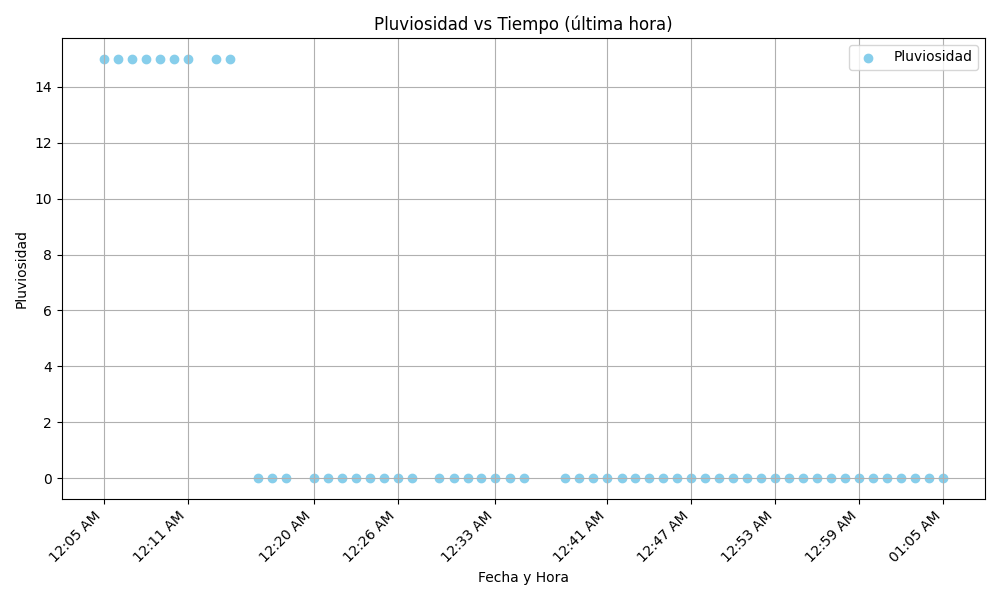 Pluviosidad vs Tiempo (última hora)
Pluviosidad
14
12
10
8
6
4
2
0
Pluviosidad
12:05 AM
12:11 AM
12:20 AM
12:26 AM
12:33 AM
12:41 AM
12:47 AM
12:53 AM
12:59 AM
01:05 AM
Fecha y Hora